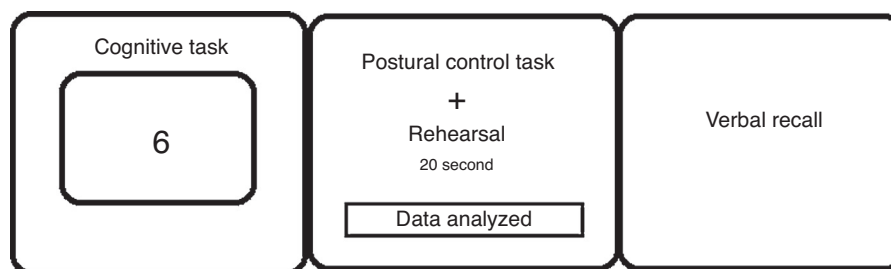 Cognitive task
6
Postural control task
+
Rehearsal
20 second
Data analyzed
Verbal recall